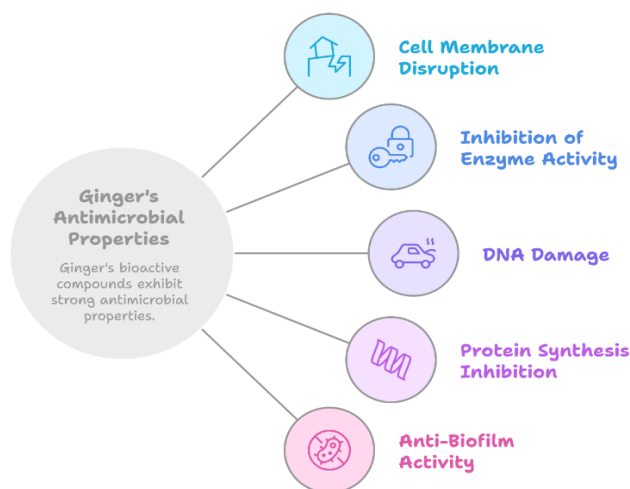 Ginger's
Antimicrobial
Properties
Ginger's bioactive
compounds exhibit
strong antimicrobial
properties.
Cell Membrane
Disruption
Inhibition of
Enzyme Activity
DNA Damage
Protein Synthesis
Inhibition
Anti-Biofilm
Activity